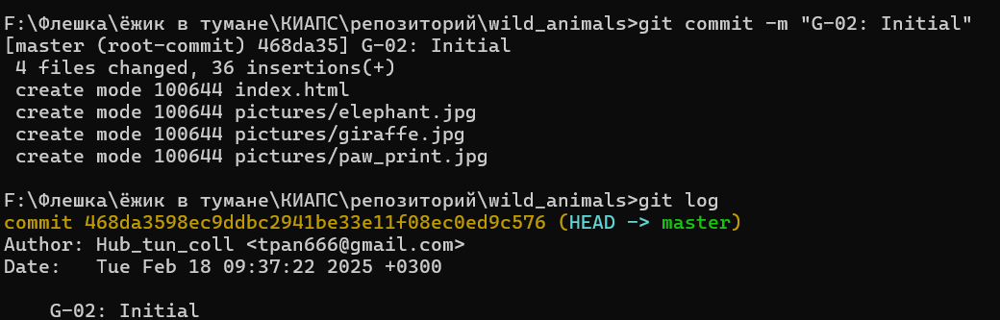 F:\Флешка\ёжик в тумане\КИАПС\репозиторий\wild_animals>git commit -m "G-02: Initial"
[master (root-commit) 468da35] G-02: Initial
 4 files changed, 36 insertions(+)
 create mode 100644 index.html
 create mode 100644 pictures/elephant.jpg
 create mode 100644 pictures/giraffe.jpg
 create mode 100644 pictures/paw_print.jpg
F:\Флешка\ёжик в тумане\КИАПС\репозиторий\wild_animals>git log
commit 468da3598ec9ddbc2941be33e11f08ec0ed9c576 (HEAD -> master)
Author: Hub_tun_coll <tpan666@gmail.com>
Date:   Tue Feb 18 09:37:22 2025 +0300
    G-02: Initial